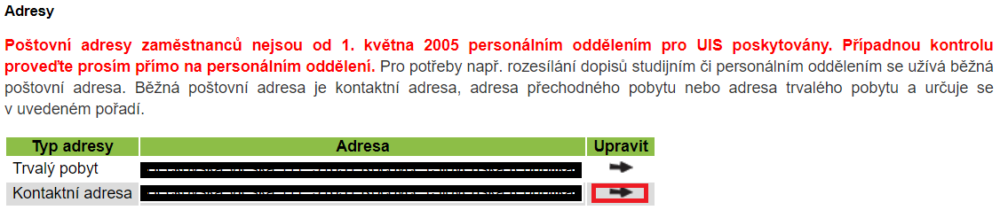 Adresy
Poštovní adresy zaměstnanců nejsou od 1. května 2005 personálním oddělením pro UIS poskytovány. Případnou kontrolu
proveďte prosím přímo na personálním oddělení. Pro potřeby např. rozesílání dopisů studijním či personálním oddělením se užívá běžná
poštovní adresa. Běžná poštovní adresa je kontaktní adresa, adresa přechodného pobytu nebo adresa trvalého pobytu a určuje se
v uvedeném pořadí.
Typ adresy Adresa Upravit
Trvalý pobyt
Kontaktní adresa